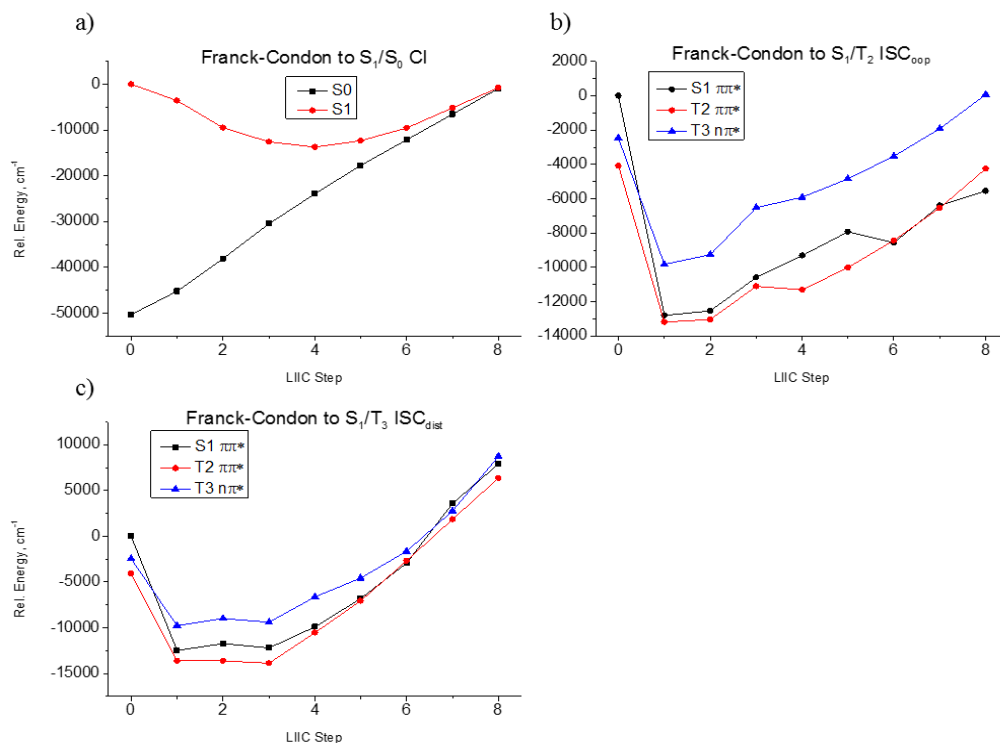 a)
Franck-Condon to S1/S0 CI
S0
S1
0
-10000
-20000
-30000
-40000
-50000
Rel. Energy, cm-1
0 2 4 6 8
LIIC Step
b)
Franck-Condon to S1/T2 ISCoop
S1 ππ*
T2 ππ*
T3 nπ*
2000
0
-2000
-4000
-6000
-8000
-10000
-12000
-14000
0 2 4 6 8
LIIC Step
c)
Franck-Condon to S1/T3 ISCdist
S1 ππ*
T2 ππ*
T3 nπ*
10000
5000
0
-5000
-10000
-15000
Rel. Energy, cm-1
0 2 4 6 8
LIIC Step